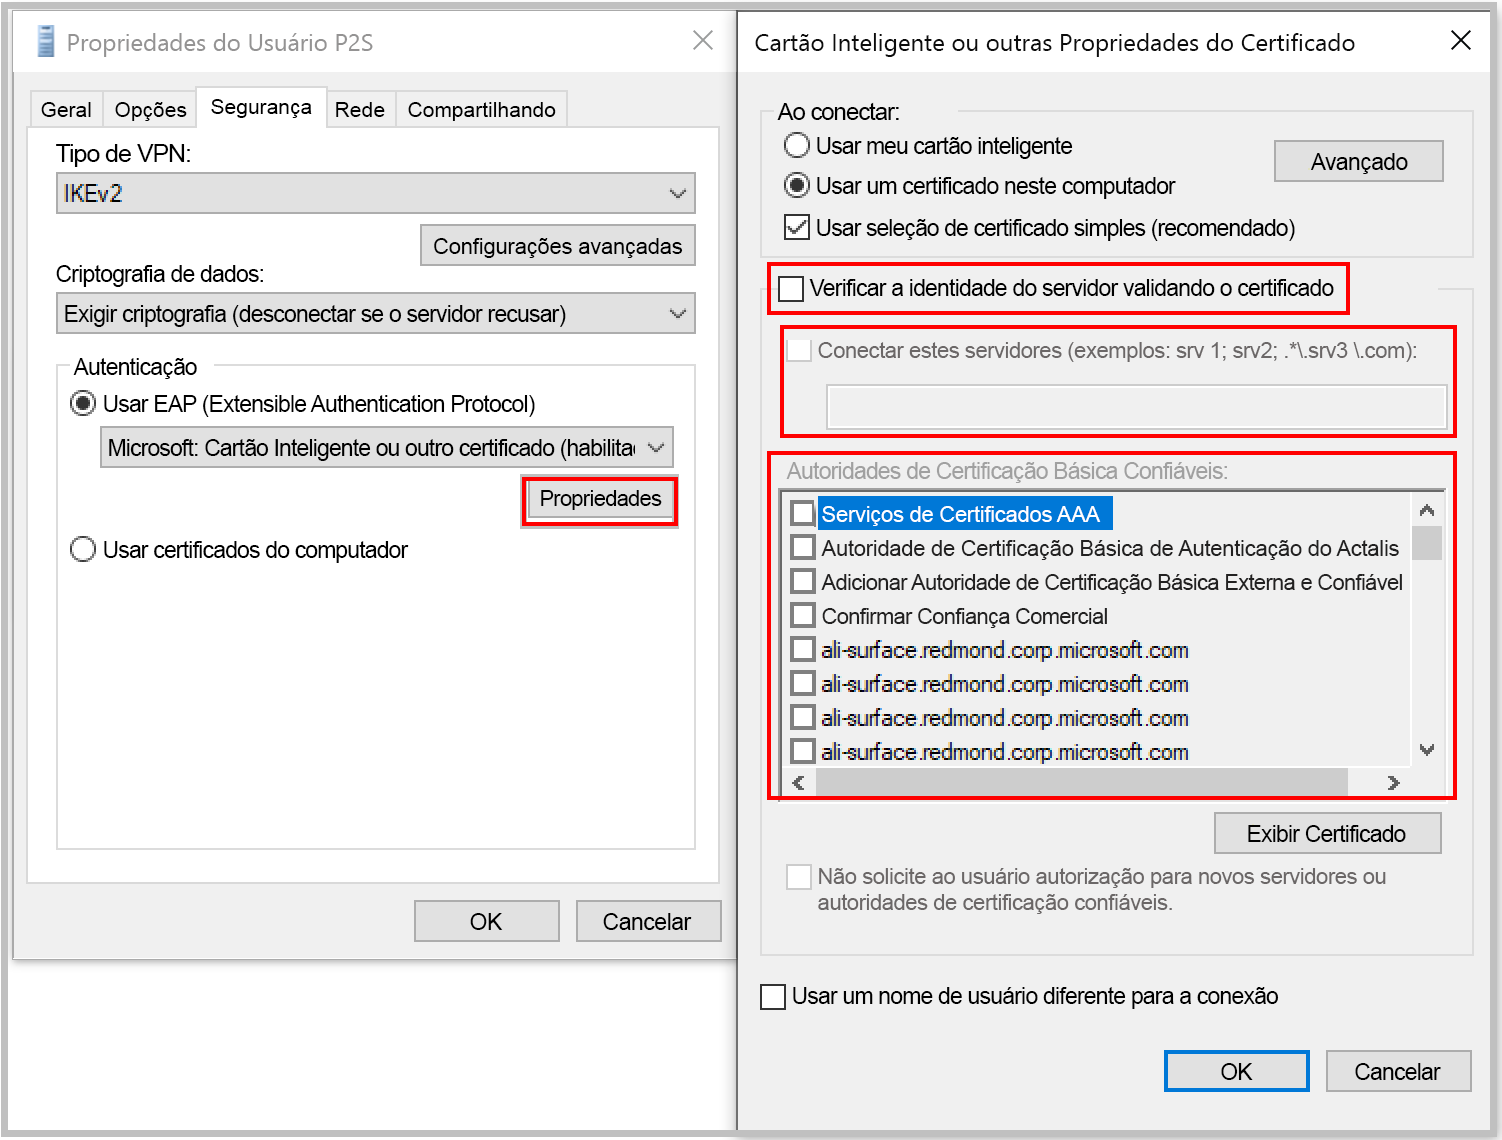 Propriedades do Usuário P2S
Geral
Opções
Segurança
Rede
Compartilhando
Tipo de VPN:
IKEv2
Configurações avançadas
Criptografia de dados:
Exigir criptografia (desconectar se o servidor recusar)
Autenticação
Usar EAP (Extensible Authentication Protocol)
Microsoft: Cartão Inteligente ou outro certificado (habilita
Propriedades
Usar certificados do computador
OK
Cancelar
Cartão Inteligente ou outras Propriedades do Certificado
Ao conectar:
Usar meu cartão inteligente
Avançado
Usar um certificado neste computador
Usar seleção de certificado simples (recomendado)
Verificar a identidade do servidor validando o certificado
Conectar estes servidores (exemplos: srv 1; srv2; .*\.srv3 \.com):
Autoridades de Certificação Básica Confiáveis:
Serviços de Certificados AAA
Autoridade de Certificação Básica de Autenticação do Actalis
Adicionar Autoridade de Certificação Básica Externa e Confiável
Confirmar Confiança Comercial
ali-surface.redmond.corp.microsoft.com
ali-surface.redmond.corp.microsoft.com
ali-surface.redmond.corp.microsoft.com
ali-surface.redmond.corp.microsoft.com
Exibir Certificado
Não solicite ao usuário autorização para novos servidores ou
autoridades de certificação confiáveis.
Usar um nome de usuário diferente para a conexão
OK
Cancelar